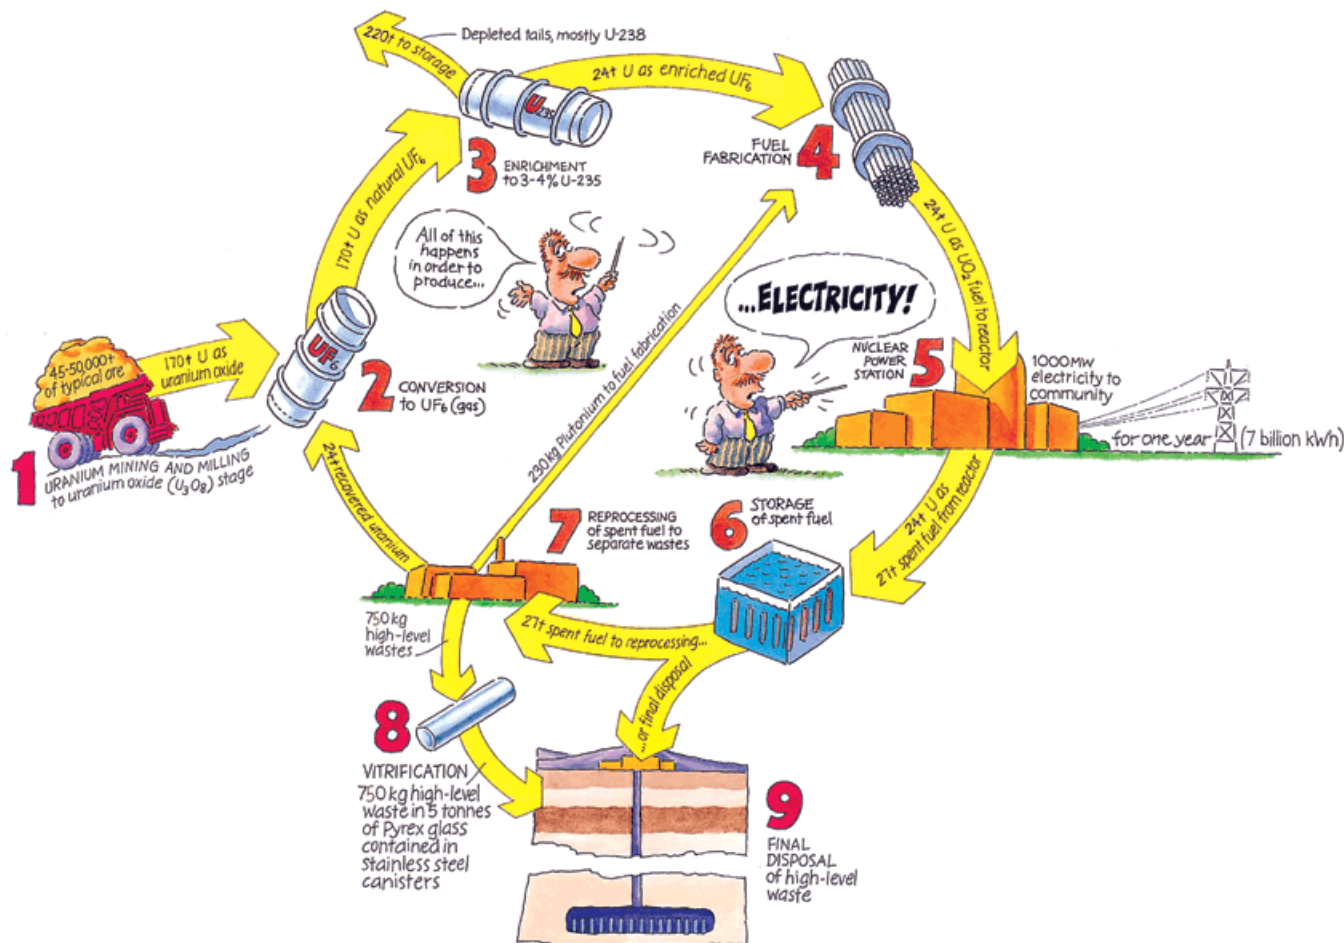 220t to storage
Depleted tails, mostly U-238
24t U as enriched UF₆
U235
3
ENRICHMENT
to 3-4% U-235
4
FUEL
FABRICATION
170t U as natural UF₆
24t U as UO₂ fuel to reactor
All of this
happens
in order to
produce...
...ELECTRICITY!
230kg Plutonium to fuel fabrication
45-50,000t
of typical ore
170t U as
uranium oxide
UF₆
2
CONVERSION
to UF₆ (gas)
1
URANIUM MINING AND MILLING
to uranium oxide (U₃O₈) stage
24t recovered uranium
NUCLEAR
POWER
STATION
5
1000MW
electricity to
community
for one year
(7 billion kWh)
24t U as
27t spent fuel from reactor
6
STORAGE
of spent fuel
7
REPROCESSING
of spent fuel to
separate wastes
27t spent fuel to reprocessing...
...or final disposal
750kg
high-level
wastes
8
VITRIFICATION
750kg high-level
waste in 5 tonnes
of Pyrex glass
contained in
stainless steel
canisters
9
FINAL
DISPOSAL
of high-level
waste